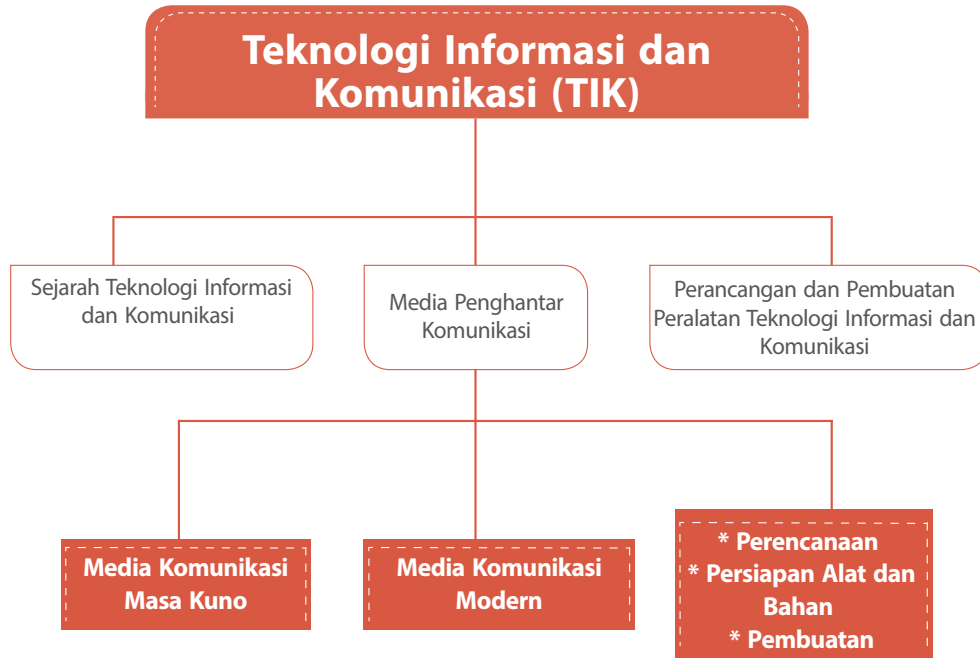 Teknologi Informasi dan
Komunikasi (TIK)
Sejarah Teknologi Informasi
dan Komunikasi
Media Penghantar
Komunikasi
Perancangan dan Pembuatan
Peralatan Teknologi Informasi dan
Komunikasi
Media Komunikasi
Masa Kuno
Media Komunikasi
Modern
* Perencanaan
* Persiapan Alat dan
Bahan
* Pembuatan